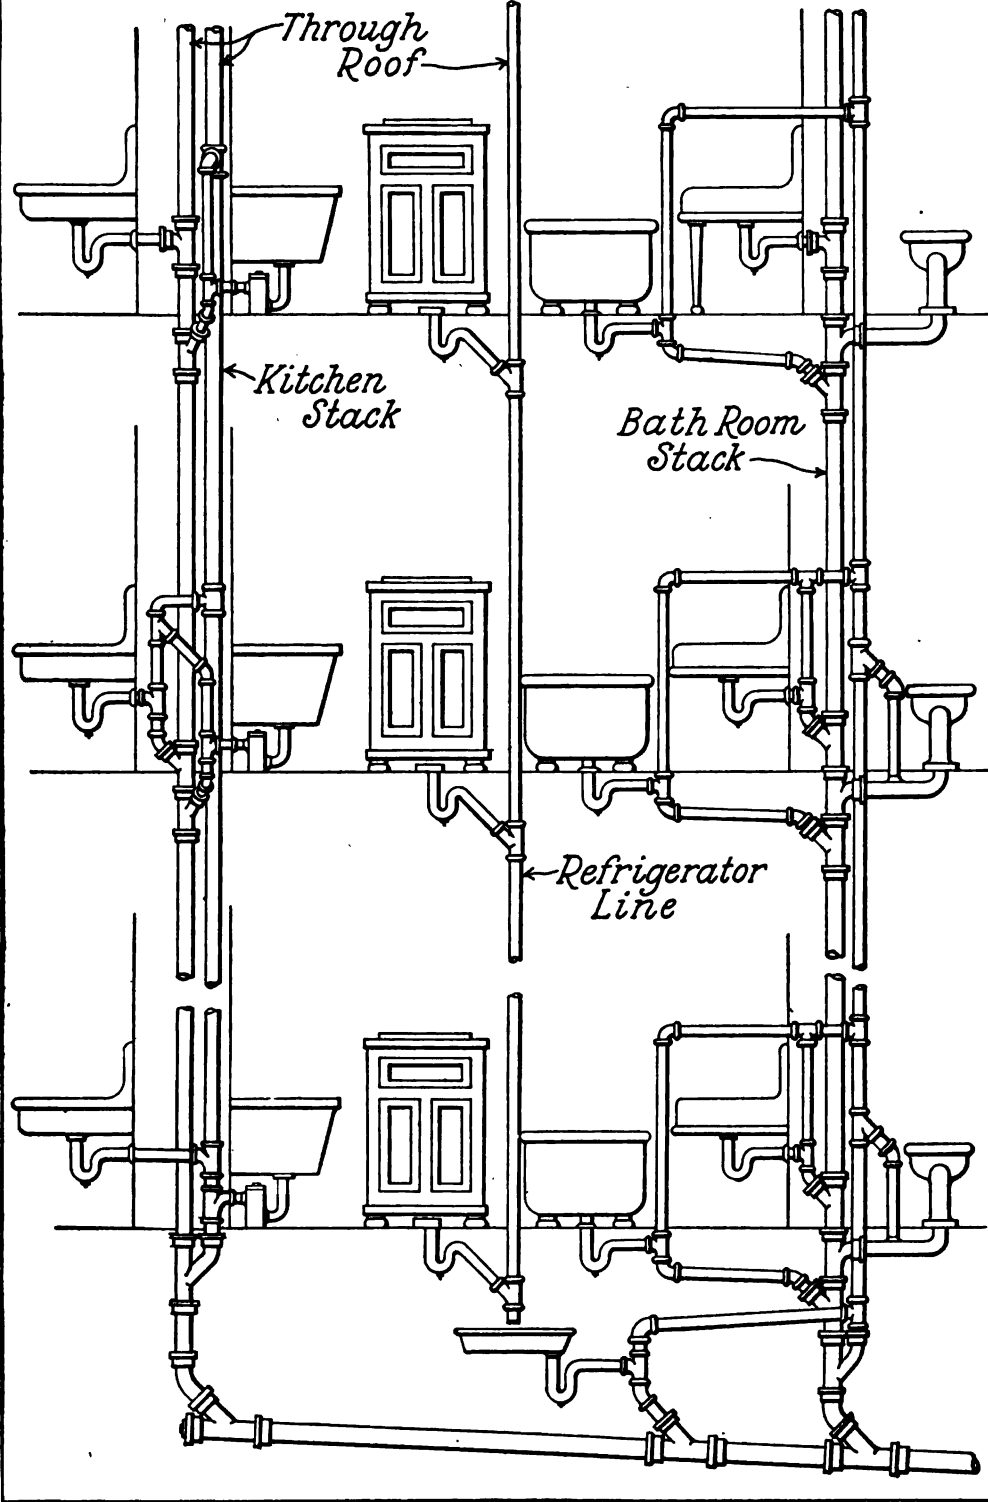 Through
Roof
Kitchen
Stack
Bath Room
Stack
Refrigerator
Line